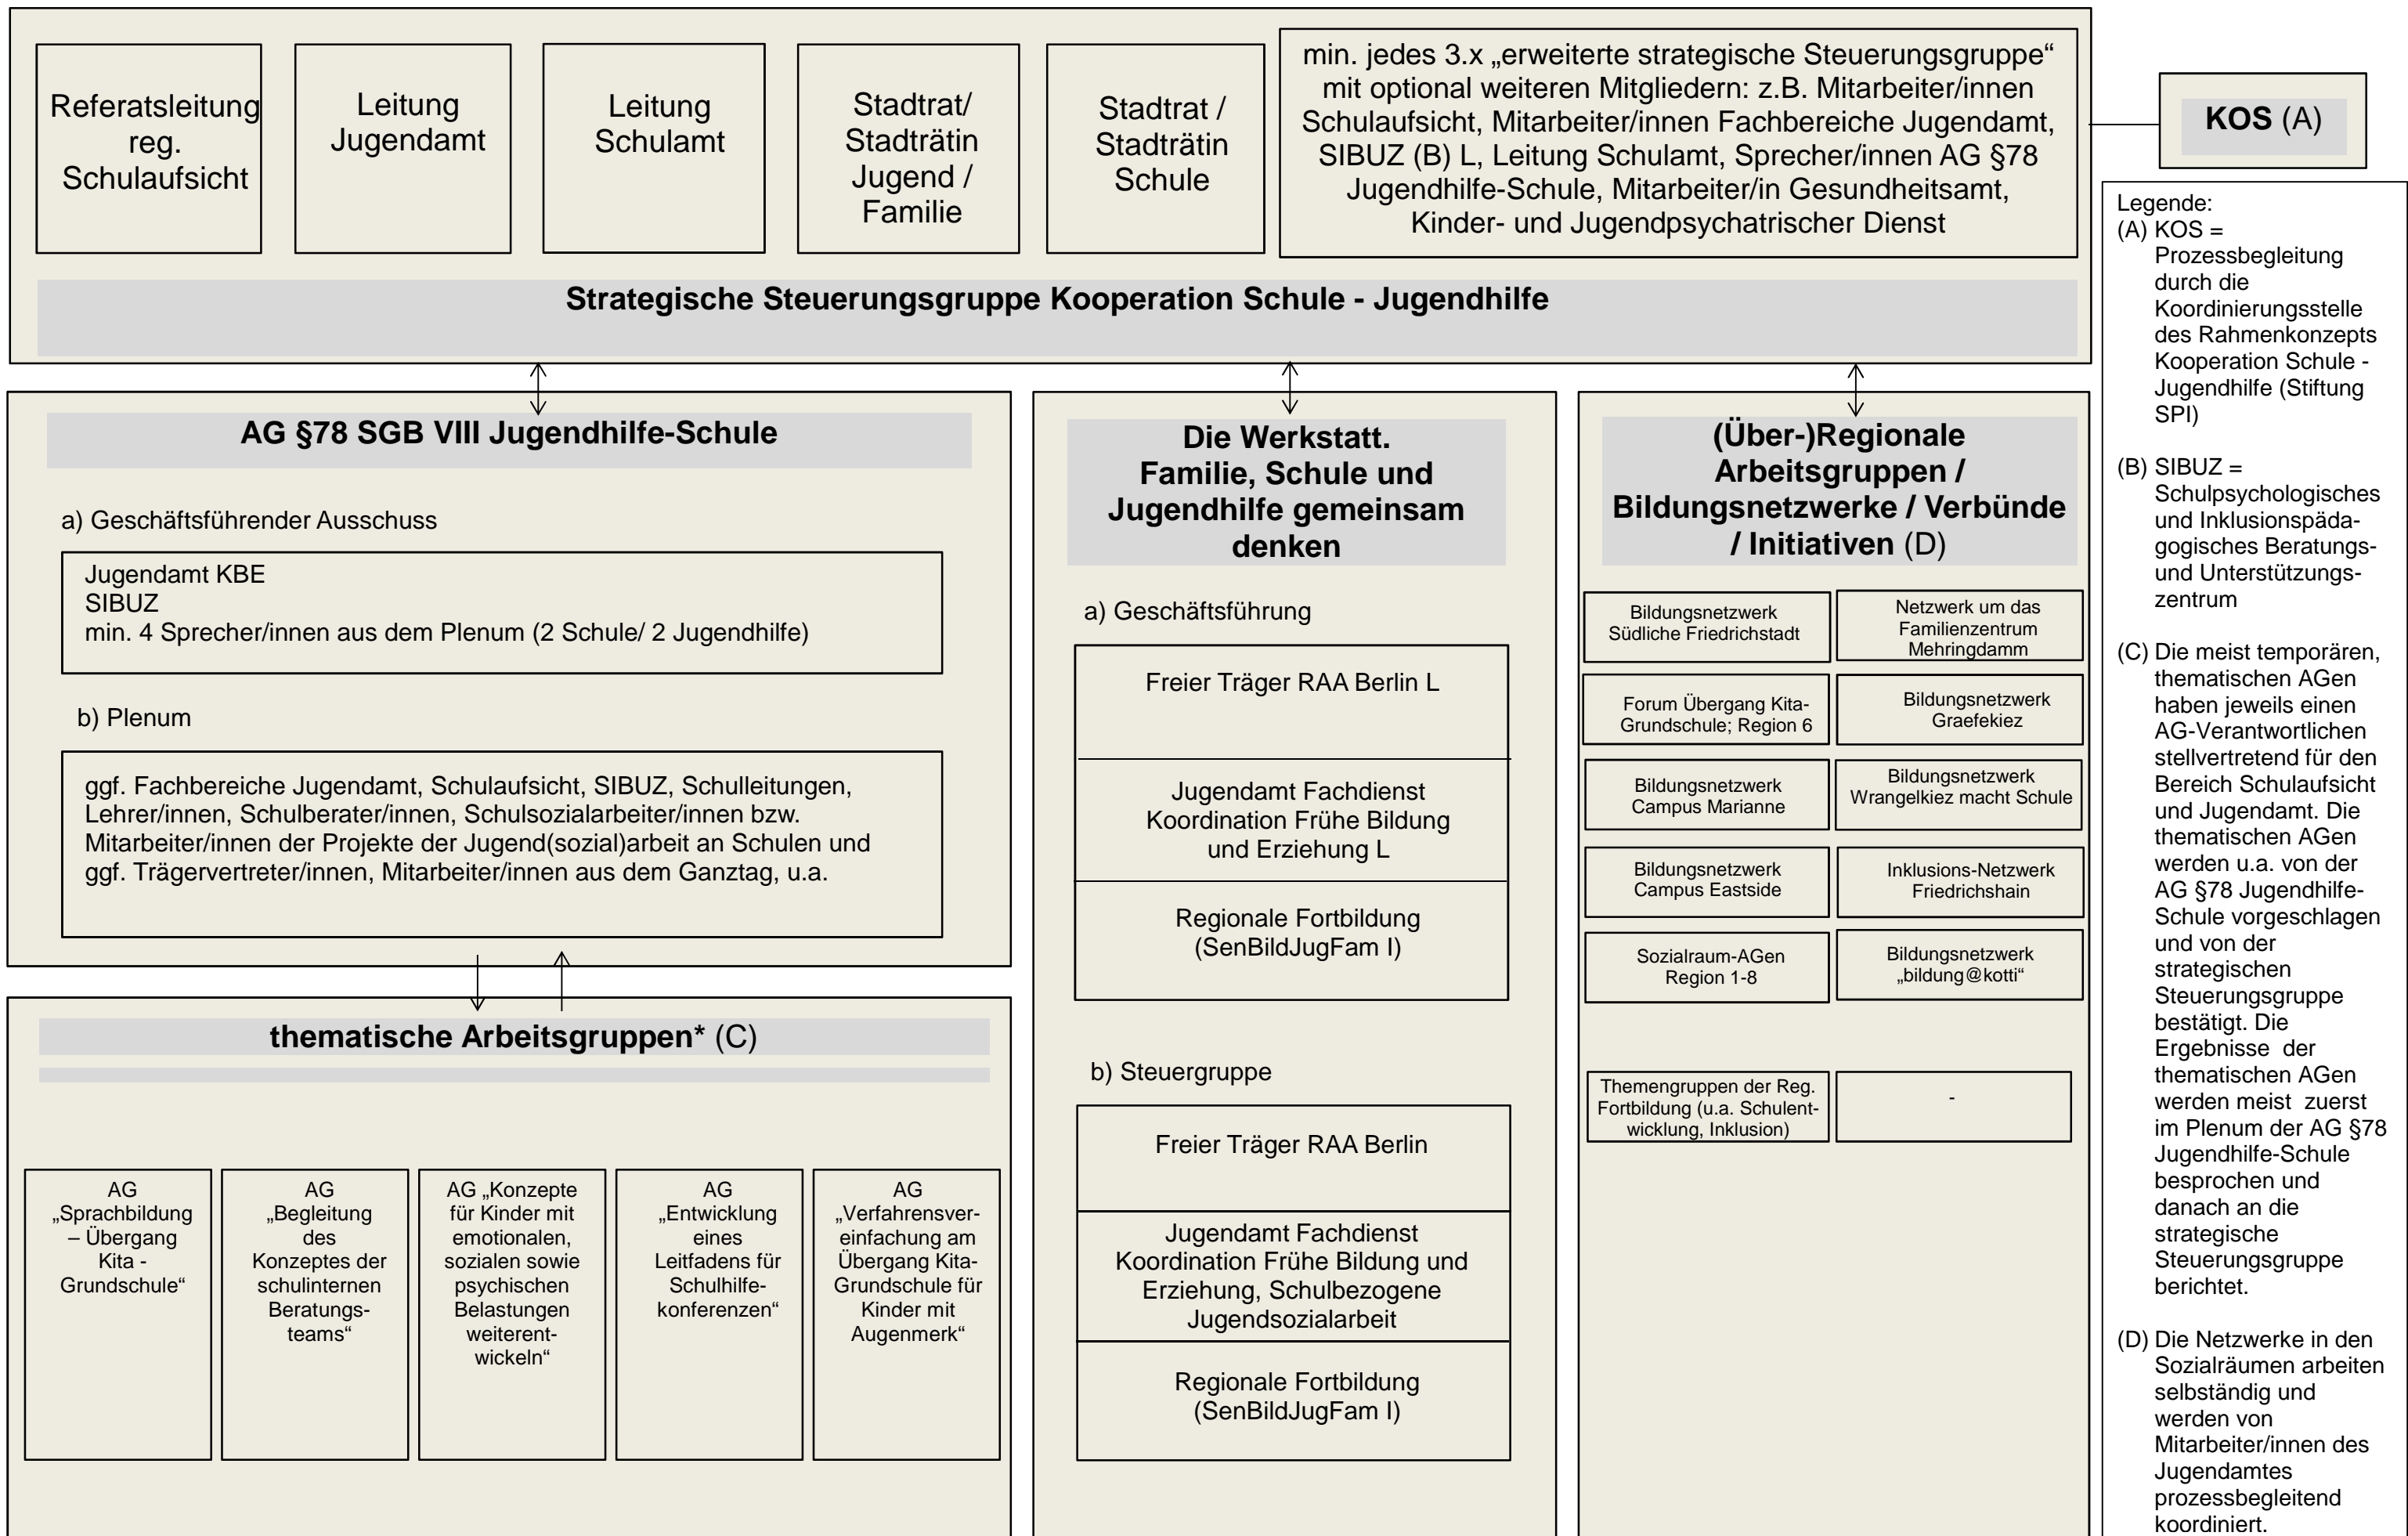 Referatsleitung
reg.
Schulaufsicht
Leitung
Jugendamt
Leitung
Schulamt
Stadtrat/
Stadträtin
Jugend /
Familie
Stadtrat /
Stadträtin
Schule
min. jedes 3.x „erweiterte strategische Steuerungsgruppe“
mit optional weiteren Mitgliedern: z.B. Mitarbeiter/innen
Schulaufsicht, Mitarbeiter/innen Fachbereiche Jugendamt,
SIBUZ (B) L, Leitung Schulamt, Sprecher/innen AG §78
Jugendhilfe-Schule, Mitarbeiter/in Gesundheitsamt,
Kinder- und Jugendpsychatrischer Dienst
Strategische Steuerungsgruppe Kooperation Schule - Jugendhilfe
KOS (A)
AG §78 SGB VIII Jugendhilfe-Schule
a) Geschäftsführender Ausschuss
Jugendamt KBE
SIBUZ
min. 4 Sprecher/innen aus dem Plenum (2 Schule/ 2 Jugendhilfe)
b) Plenum
ggf. Fachbereiche Jugendamt, Schulaufsicht, SIBUZ, Schulleitungen,
Lehrer/innen, Schulberater/innen, Schulsozialarbeiter/innen bzw.
Mitarbeiter/innen der Projekte der Jugend(sozial)arbeit an Schulen und
ggf. Trägervertreter/innen, Mitarbeiter/innen aus dem Ganztag, u.a.
thematische Arbeitsgruppen* (C)
AG
„Sprachbildung
– Übergang
Kita -
Grundschule“
AG
„Begleitung
des
Konzeptes der
schulinternen
Beratungs-
teams“
AG „Konzepte
für Kinder mit
emotionalen,
sozialen sowie
psychischen
Belastungen
weiterent-
wickeln“
AG
„Entwicklung
eines
Leitfadens für
Schulhilfe-
konferenzen“
AG
„Verfahrensver-
einfachung am
Übergang Kita-
Grundschule für
Kinder mit
Augenmerk“
Die Werkstatt.
Familie, Schule und
Jugendhilfe gemeinsam
denken
a) Geschäftsführung
Freier Träger RAA Berlin L
Jugendamt Fachdienst
Koordination Frühe Bildung
und Erziehung L
Regionale Fortbildung
(SenBildJugFam I)
b) Steuergruppe
Freier Träger RAA Berlin
Jugendamt Fachdienst
Koordination Frühe Bildung und
Erziehung, Schulbezogene
Jugendsozialarbeit
Regionale Fortbildung
(SenBildJugFam I)
(Über-)Regionale
Arbeitsgruppen /
Bildungsnetzwerke / Verbünde
/ Initiativen (D)
Bildungsnetzwerk
Südliche Friedrichstadt
Netzwerk um das
Familienzentrum
Mehringdamm
Forum Übergang Kita-
Grundschule; Region 6
Bildungsnetzwerk
Graefekiez
Bildungsnetzwerk
Campus Marianne
Bildungsnetzwerk
Wrangelkiez macht Schule
Bildungsnetzwerk
Campus Eastside
Inklusions-Netzwerk
Friedrichshain
Sozialraum-AGen
Region 1-8
Bildungsnetzwerk
„bildung@kotti“
Themengruppen der Reg.
Fortbildung (u.a. Schulent-
wicklung, Inklusion)
-
Legende:
(A) KOS =
Prozessbegleitung
durch die
Koordinierungsstelle
des Rahmenkonzepts
Kooperation Schule -
Jugendhilfe (Stiftung
SPI)
(B) SIBUZ =
Schulpsychologisches
und Inklusionspäda-
gogisches Beratungs-
und Unterstützungs-
zentrum
(C) Die meist temporären,
thematischen AGen
haben jeweils einen
AG-Verantwortlichen
stellvertretend für den
Bereich Schulaufsicht
und Jugendamt. Die
thematischen AGen
werden u.a. von der
AG §78 Jugendhilfe-
Schule vorgeschlagen
und von der
strategischen
Steuerungsgruppe
bestätigt. Die
Ergebnisse der
thematischen AGen
werden meist zuerst
im Plenum der AG §78
Jugendhilfe-Schule
besprochen und
danach an die
strategische
Steuerungsgruppe
berichtet.
(D) Die Netzwerke in den
Sozialräumen arbeiten
selbständig und
werden von
Mitarbeiter/innen des
Jugendamtes
prozessbegleitend
koordiniert.